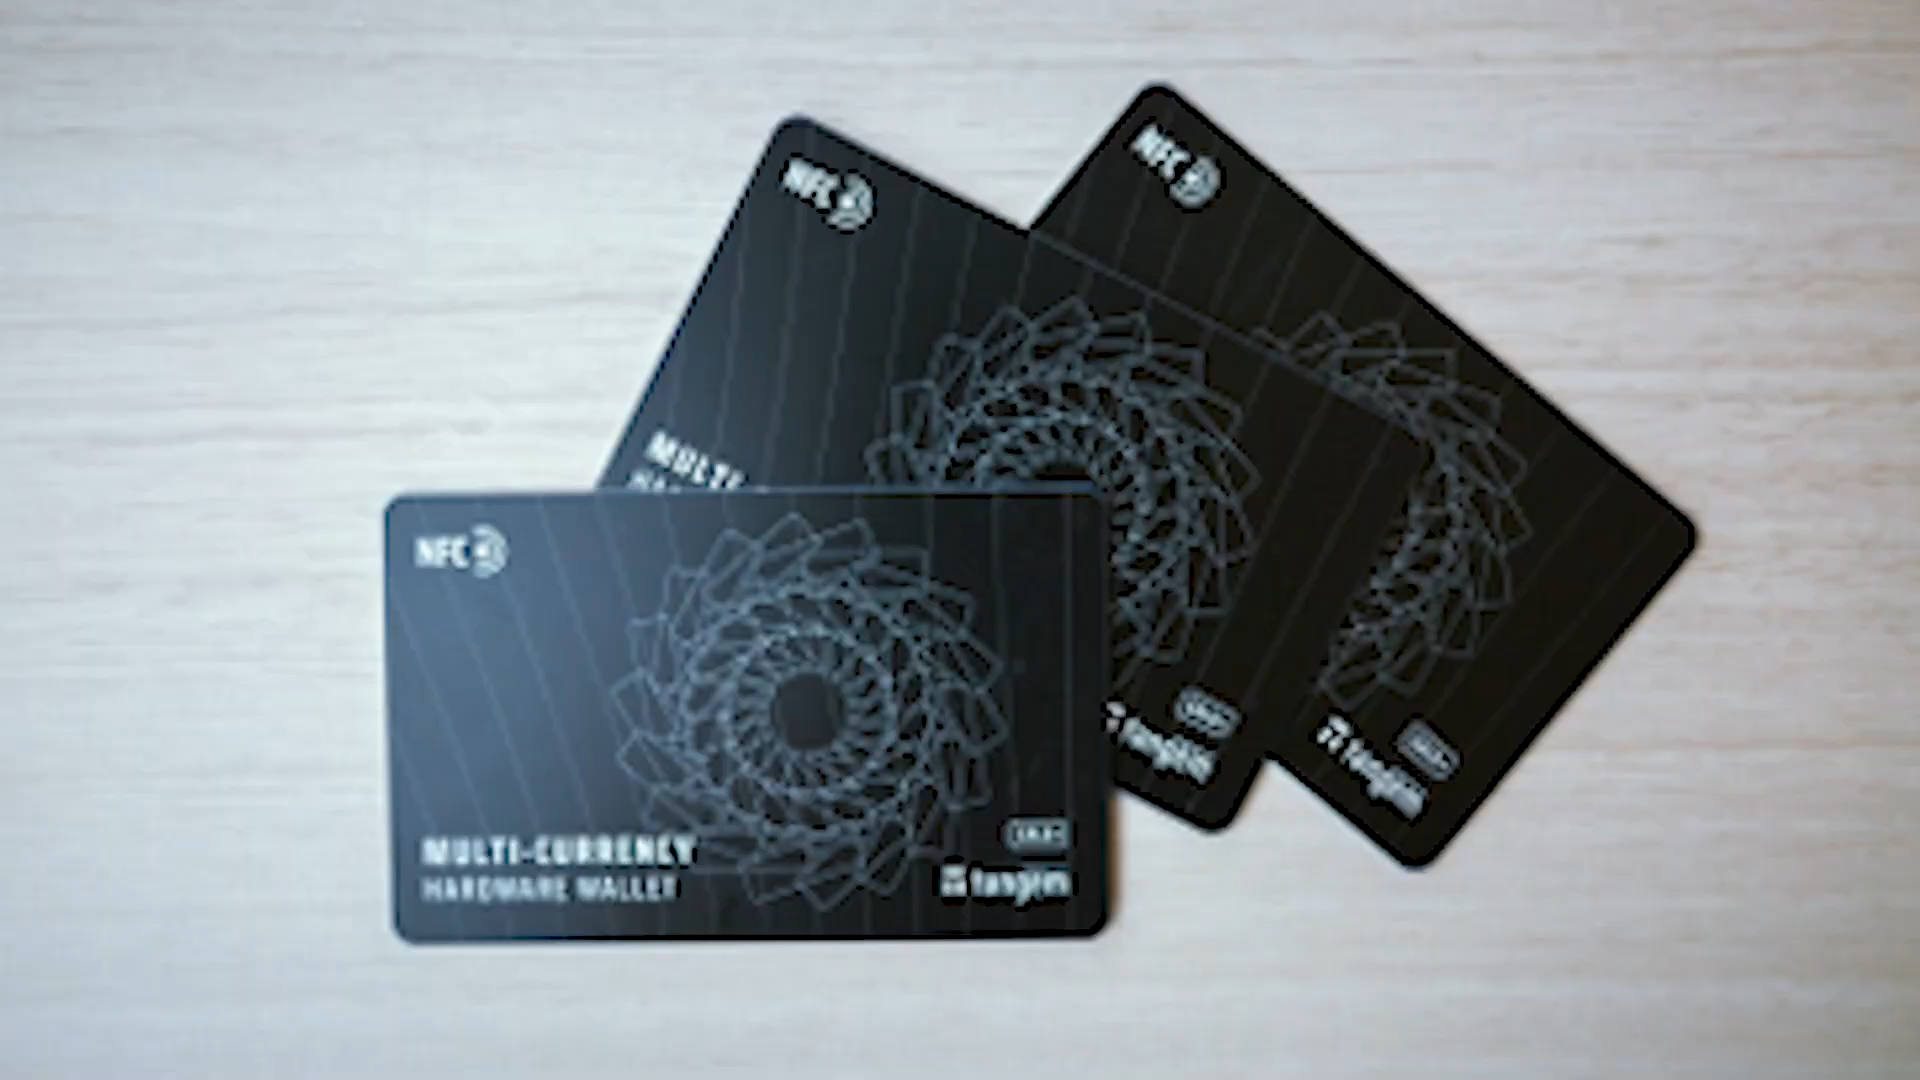 NFC
NFC
MULTI
NFC
MULTI-CURRENCY
HARDWARE WALLET
tangem
tangem
tangem